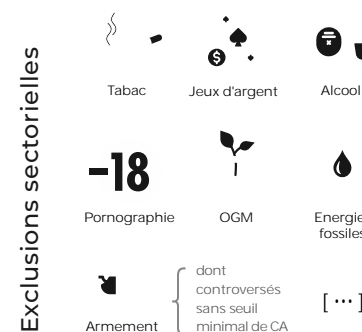 Exclusions sectorielles
Tabac
Jeux d'argent
Alcool
-18
Pornographie
OGM
Energie
fossiles
Armement
dont
controversés
sans seuil
minimal de CA
[ ··· ]